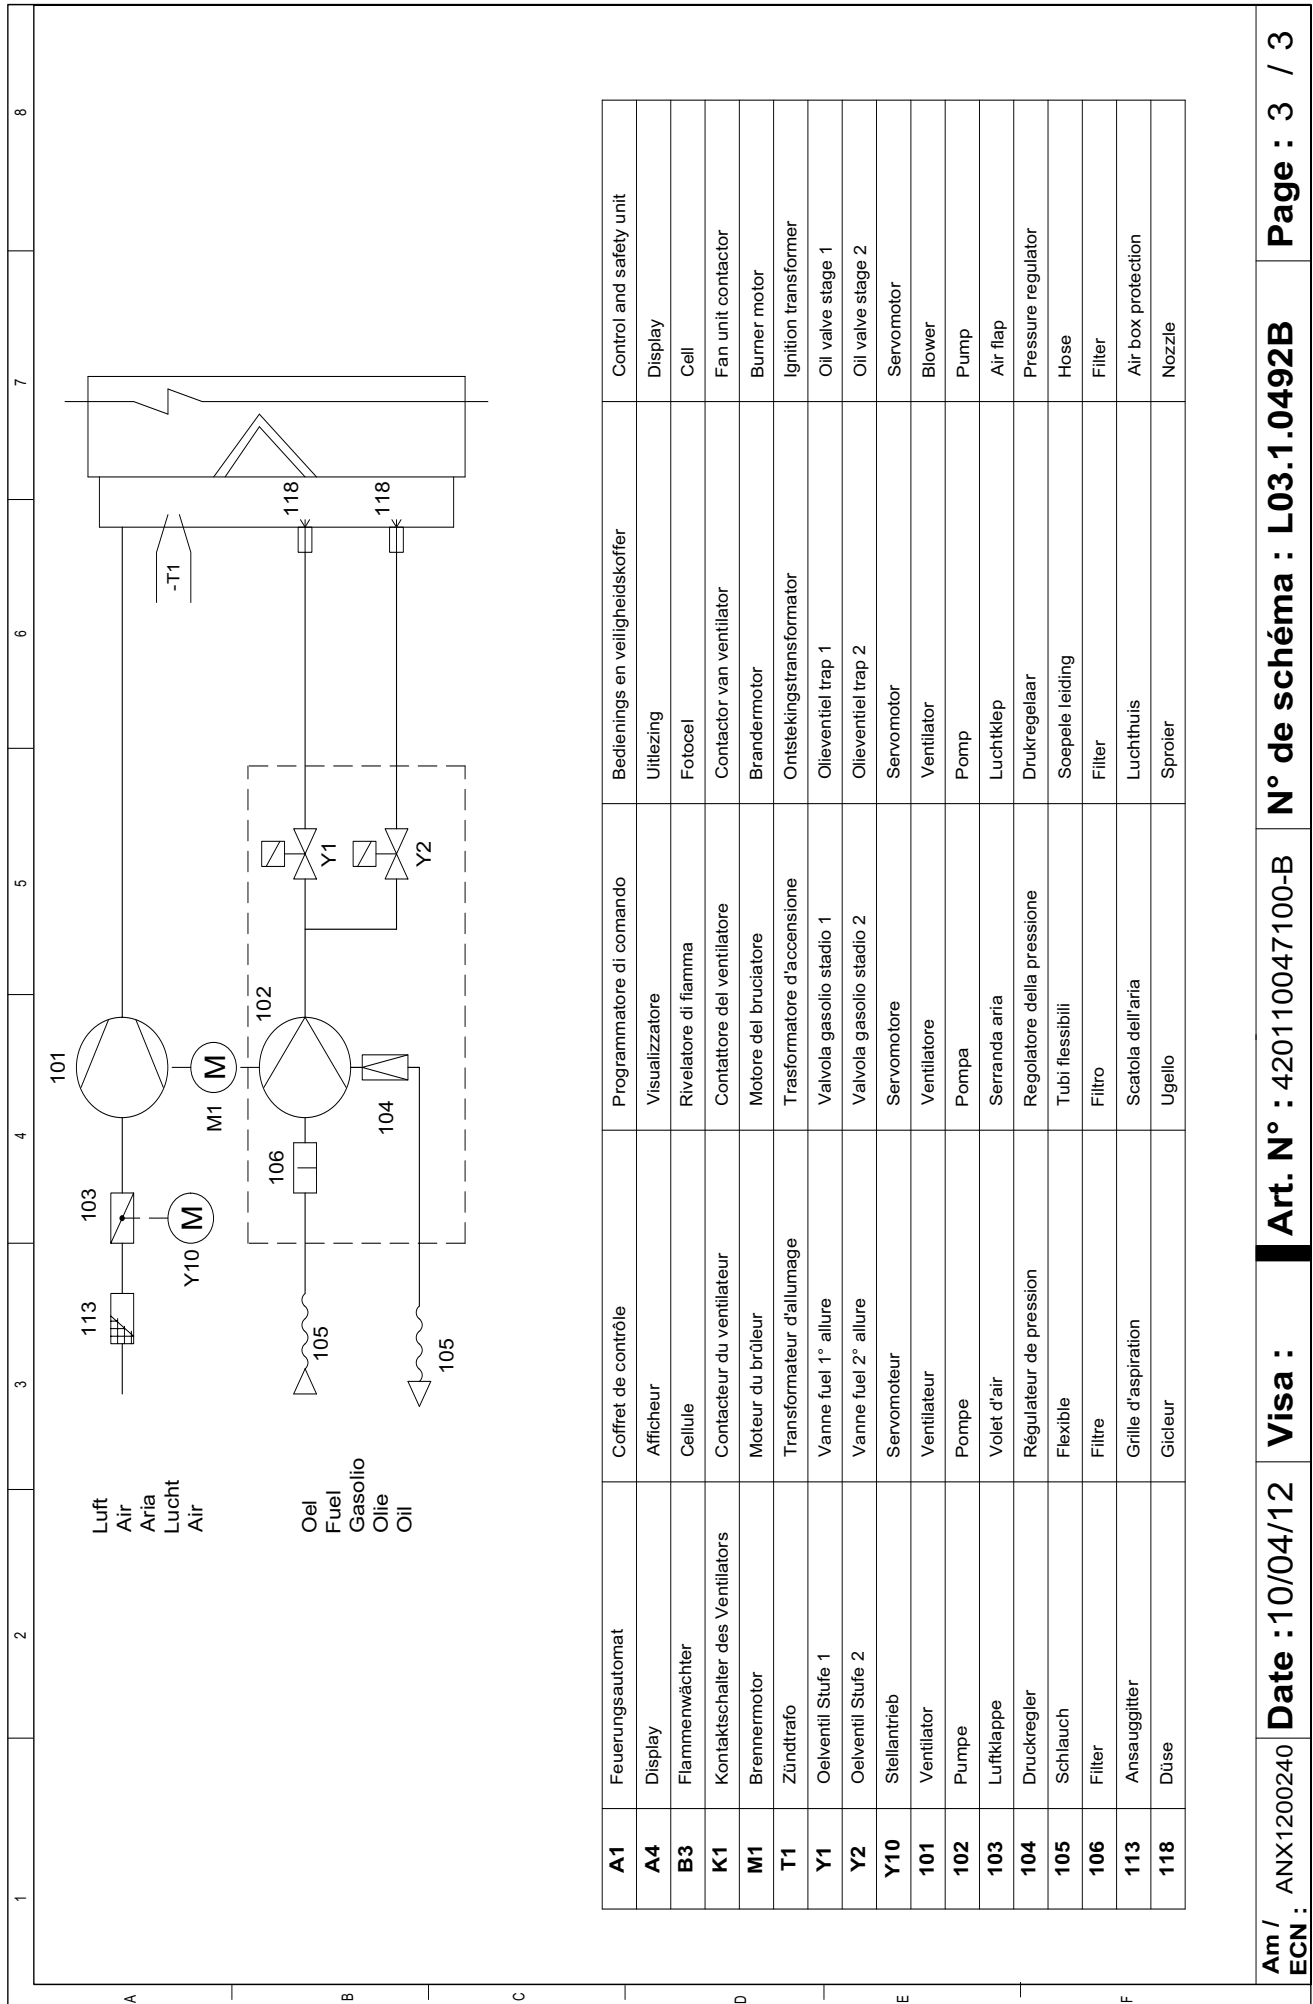 1 2 3 4 5 6 7 8
A
B
C
D
E
F
Luft
Air
Aria
Lucht
Air
Oel
Fuel
Gasolio
Olie
Oil
113
103
Y10
M
101
M1
M
102
106
104
105
105
Y1
Y2
-T1
118
118
A1 Feuerungsautomat Coffret de contrôle Programmatore di comando Bedienings en veiligheidskoffer Control and safety unit
A4 Display Afficheur Visualizzatore Uitlezing Display
B3 Flammenwächter Cellule Rivelatore di fiamma Fotocel Cell
K1 Kontaktschalter des Ventilators Contacteur du ventilateur Contattore del ventilatore Contactor van ventilator Fan unit contactor
M1 Brennermotor Moteur du brûleur Motore del bruciatore Brandermotor Burner motor
T1 Zündtrafo Transformateur d'allumage Trasformatore d'accensione Ontstekingstransformator Ignition transformer
Y1 Oelventil Stufe 1 Vanne fuel 1° allure Valvola gasolio stadio 1 Olieventiel trap 1 Oil valve stage 1
Y2 Oelventil Stufe 2 Vanne fuel 2° allure Valvola gasolio stadio 2 Olieventiel trap 2 Oil valve stage 2
Y10 Stellantrieb Servomoteur Servomotore Servomotor Servomotor
101 Ventilator Ventilateur Ventilatore Ventilator Blower
102 Pumpe Pompe Pompa Pomp Pump
103 Luftklappe Volet d'air Serranda aria Luchtklep Air flap
104 Druckregler Régulateur de pression Regolatore della pressione Drukregelaar Pressure regulator
105 Schlauch Flexible Tubi flessibili Soepele leiding Hose
106 Filter Filtre Filtro Filter Filter
113 Ansauggitter Grille d'aspiration Scatola dell'aria Luchthuis Air box protection
118 Düse Gicleur Ugello Sproier Nozzle
Am / ECN : ANX1200240 Date :10/04/12 Visa : Art. N° : 420110047100-B N° de schéma : L03.1.0492B Page : 3 / 3